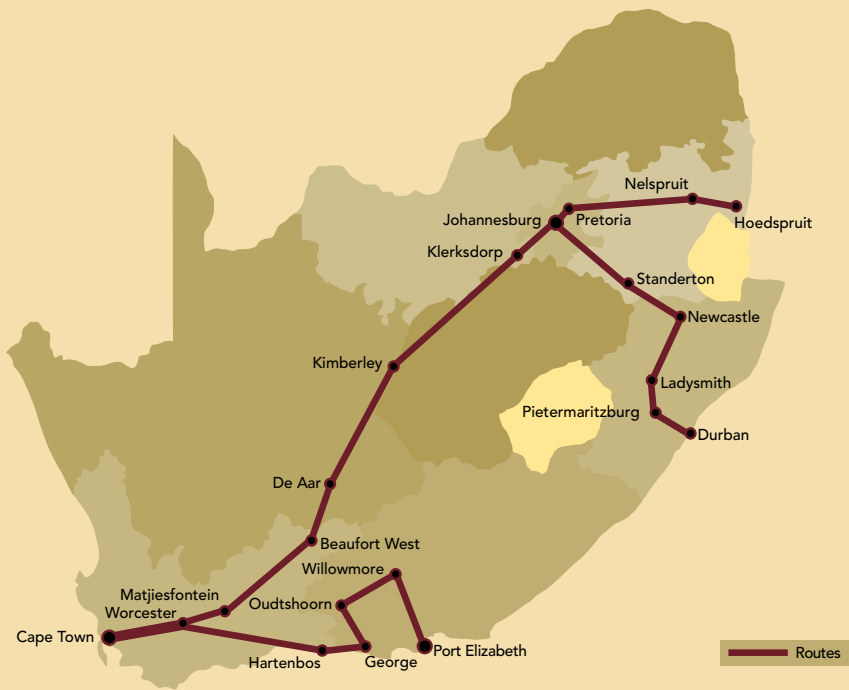 Nelspruit
Hoedspruit
Johannesburg
Pretoria
Klerksdorp
Standerton
Newcastle
Kimberley
Ladysmith
Pietermaritzburg
Durban
De Aar
Beaufort West
Willowmore
Matjiesfontein
Oudtshoorn
Worcester
Cape Town
Port Elizabeth
Hartenbos
George
Routes